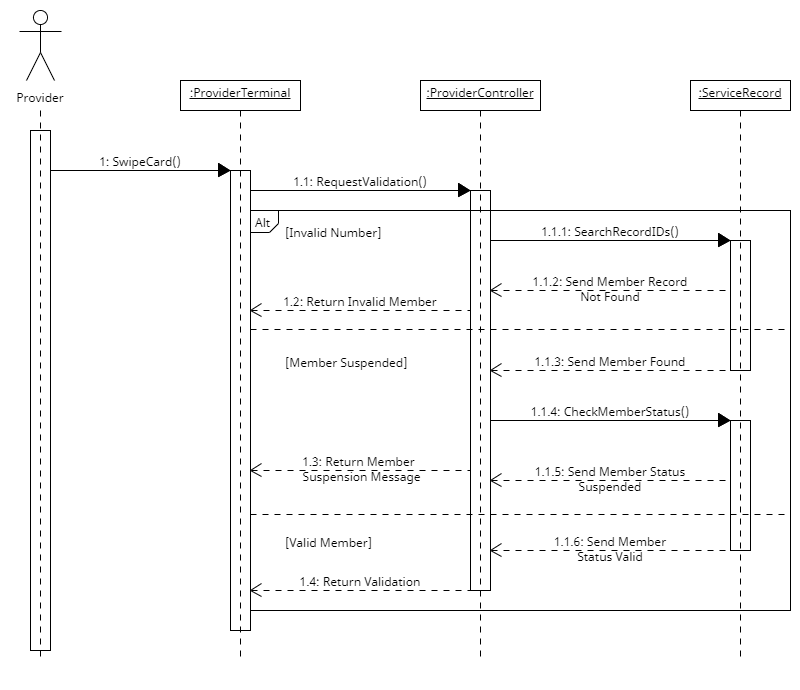 Provider
:ProviderTerminal
:ProviderController
:ServiceRecord
1: SwipeCard()
1.1: RequestValidation()
Alt
[Invalid Number]
1.1.1: SearchRecordIDs()
1.1.2: Send Member Record
Not Found
1.2: Return Invalid Member
[Member Suspended]
1.1.3: Send Member Found
1.1.4: CheckMemberStatus()
1.3: Return Member
Suspension Message
1.1.5: Send Member Status
Suspended
[Valid Member]
1.1.6: Send Member
Status Valid
1.4: Return Validation